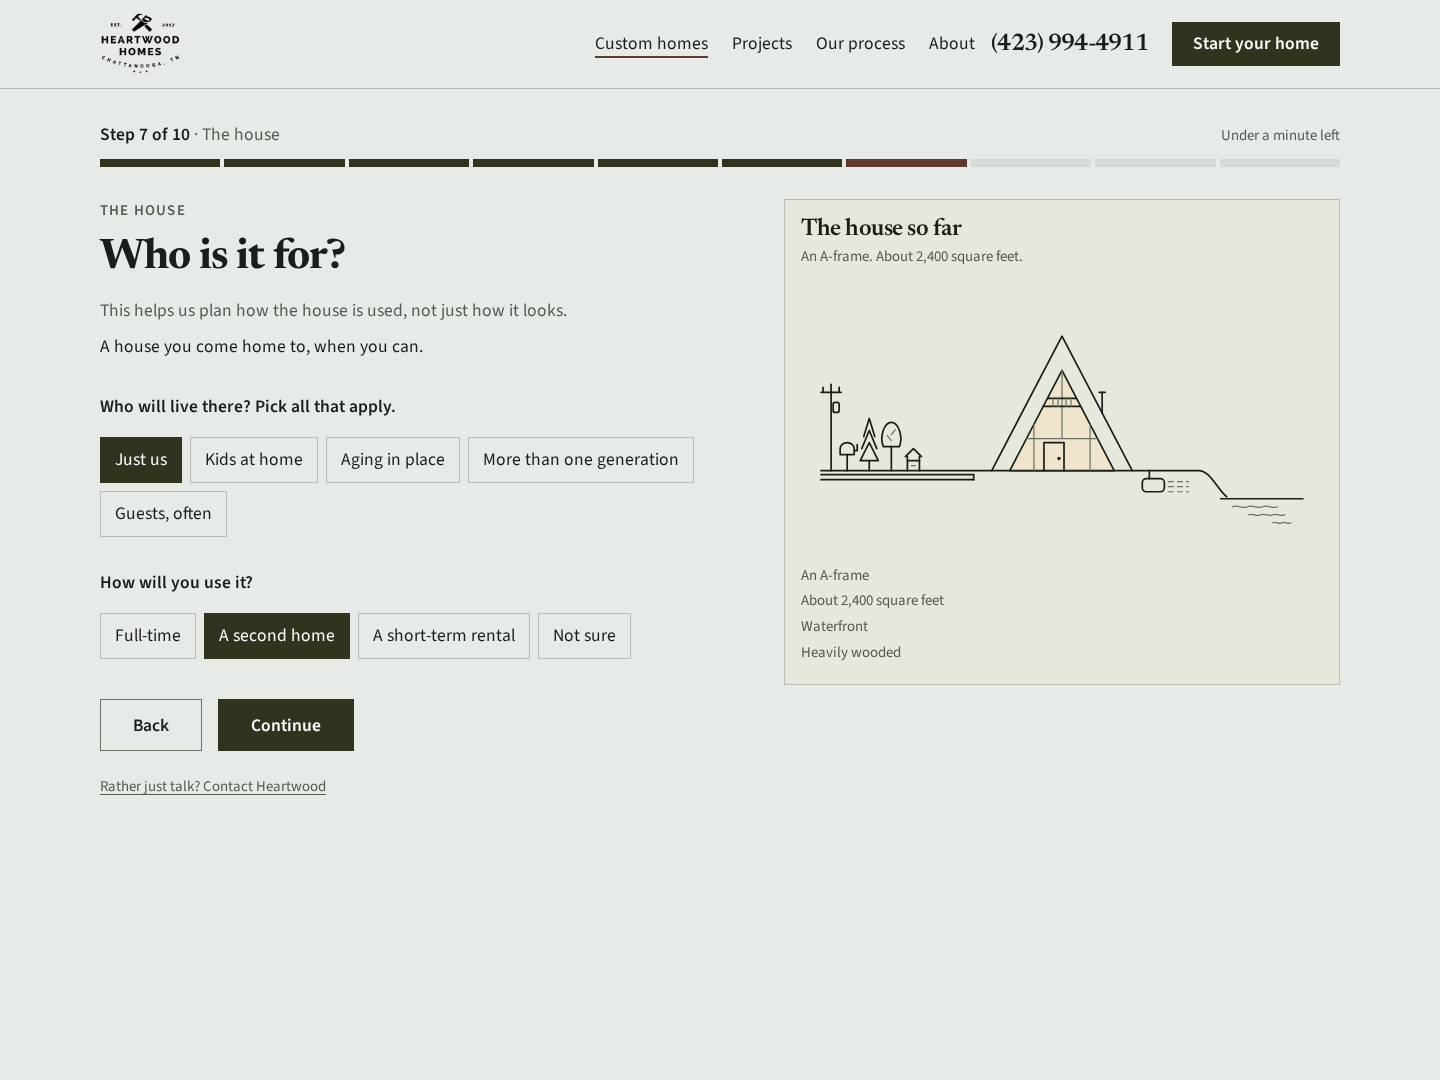 EST. 2017
HEARTWOOD
HOMES
CHATTANOOGA, TN
Custom homes
Projects
Our process
About
(423) 994-4911
Start your home
Step 7 of 10 · The house
Under a minute left
THE HOUSE
Who is it for?
This helps us plan how the house is used, not just how it looks.
A house you come home to, when you can.
Who will live there? Pick all that apply.
Just us
Kids at home
Aging in place
More than one generation
Guests, often
How will you use it?
Full-time
A second home
A short-term rental
Not sure
Back
Continue
Rather just talk? Contact Heartwood
The house so far
An A-frame. About 2,400 square feet.
An A-frame
About 2,400 square feet
Waterfront
Heavily wooded